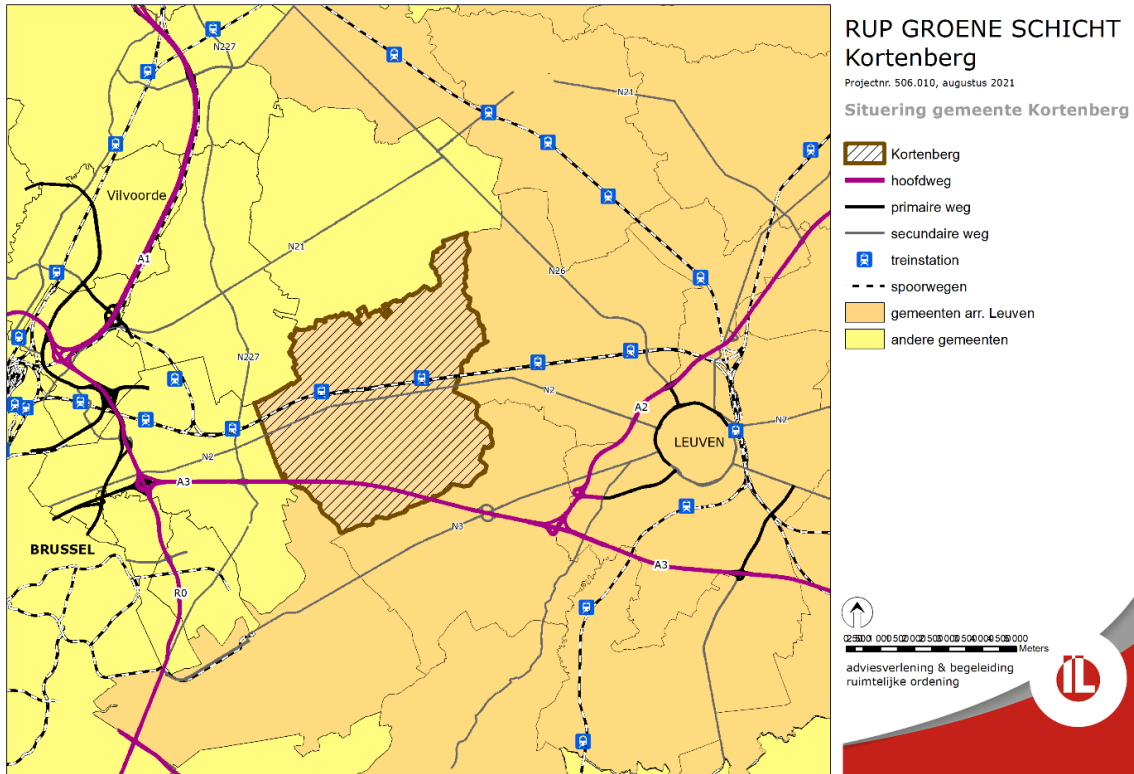 RUP GROENE SCHICHT
Kortenberg
Projectnr. 506.010, augustus 2021
Situering gemeente Kortenberg
Kortenberg
hoofdweg
primaire weg
secundaire weg
treinstation
spoorwegen
gemeenten arr. Leuven
andere gemeenten
N227
N21
Vilvoorde
A1
N21
N26
N227
N2
A2
LEUVEN
N2
N2
A3
N3
A3
BRUSSEL
R0
Meters
adviesverlening & begeleiding
ruimtelijke ordening
IL